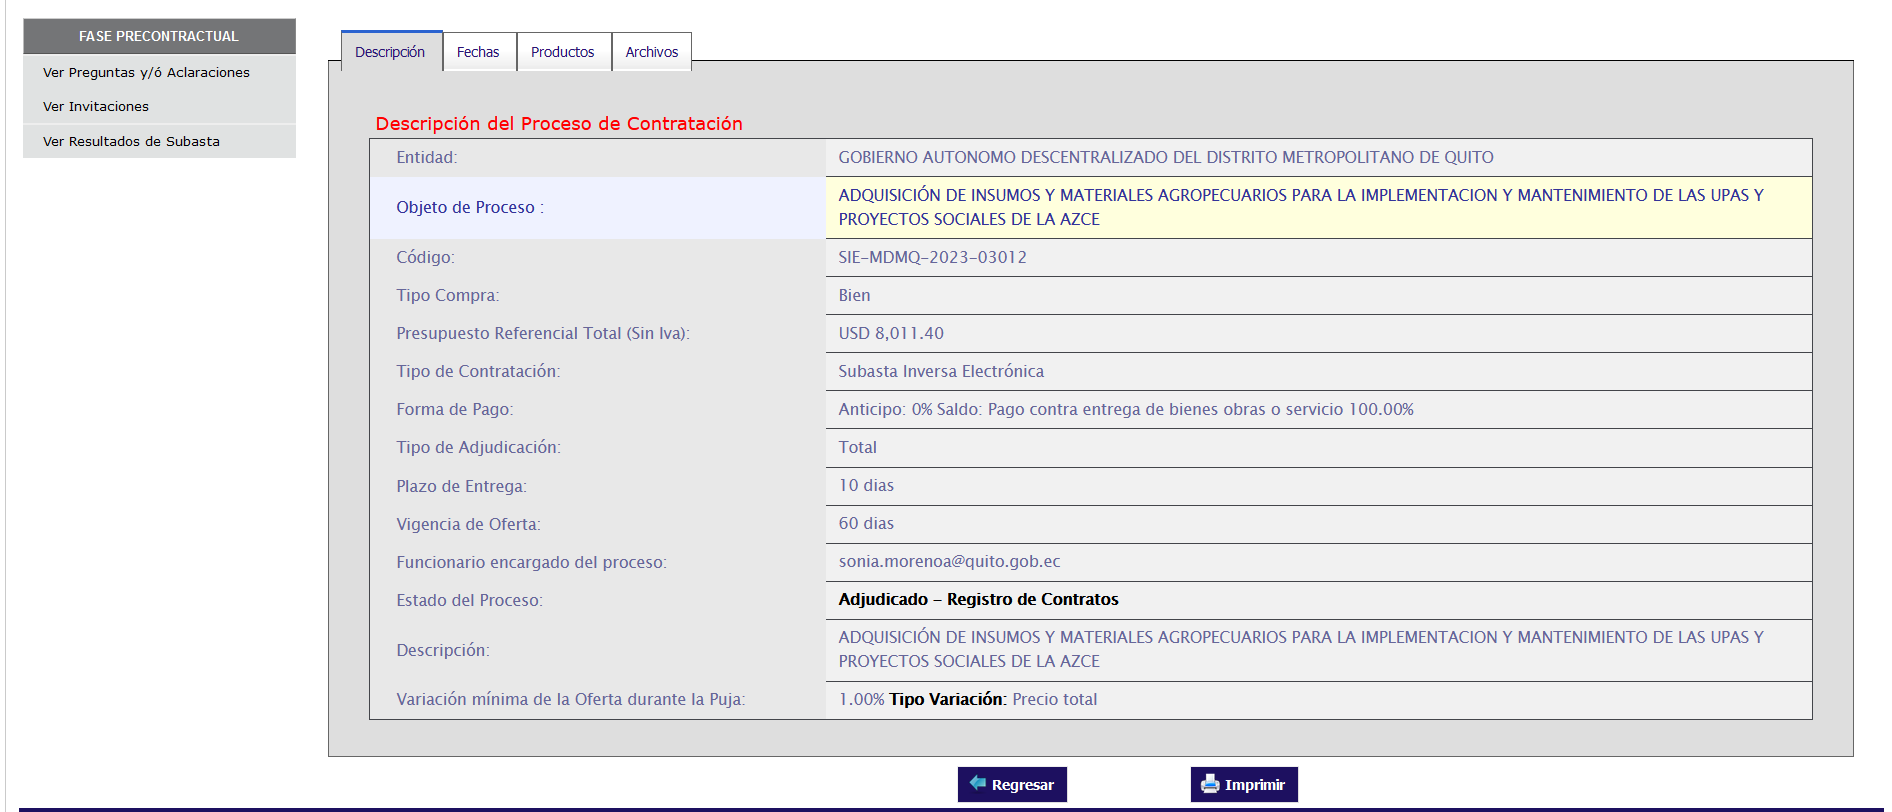 FASE PRECONTRACTUAL
Ver Preguntas y/ó Aclaraciones
Ver Invitaciones
Ver Resultados de Subasta
Descripción
Fechas
Productos
Archivos
Descripción del Proceso de Contratación
Entidad: GOBIERNO AUTONOMO DESCENTRALIZADO DEL DISTRITO METROPOLITANO DE QUITO
Objeto de Proceso : ADQUISICIÓN DE INSUMOS Y MATERIALES AGROPECUARIOS PARA LA IMPLEMENTACION Y MANTENIMIENTO DE LAS UPAS Y
PROYECTOS SOCIALES DE LA AZCE
Código: SIE-MDMQ-2023-03012
Tipo Compra: Bien
Presupuesto Referencial Total (Sin Iva): USD 8,011.40
Tipo de Contratación: Subasta Inversa Electrónica
Forma de Pago: Anticipo: 0% Saldo: Pago contra entrega de bienes obras o servicio 100.00%
Tipo de Adjudicación: Total
Plazo de Entrega: 10 dias
Vigencia de Oferta: 60 dias
Funcionario encargado del proceso: sonia.morenoa@quito.gob.ec
Estado del Proceso: Adjudicado - Registro de Contratos
Descripción: ADQUISICIÓN DE INSUMOS Y MATERIALES AGROPECUARIOS PARA LA IMPLEMENTACION Y MANTENIMIENTO DE LAS UPAS Y
PROYECTOS SOCIALES DE LA AZCE
Variación mínima de la Oferta durante la Puja: 1.00% Tipo Variación: Precio total
Regresar
Imprimir